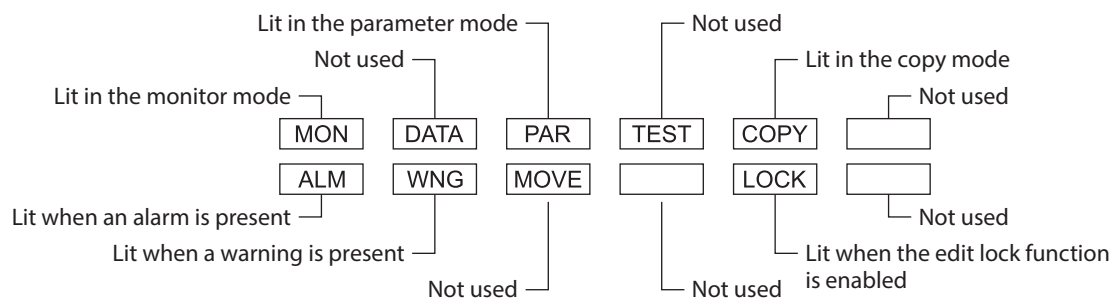 Lit in the parameter mode
Not used
Not used
Lit in the copy mode
Lit in the monitor mode
Not used
MON DATA PAR TEST COPY
ALM WNG MOVE LOCK
Lit when an alarm is present
Not used
Lit when a warning is present
Lit when the edit lock function
is enabled
Not used
Not used